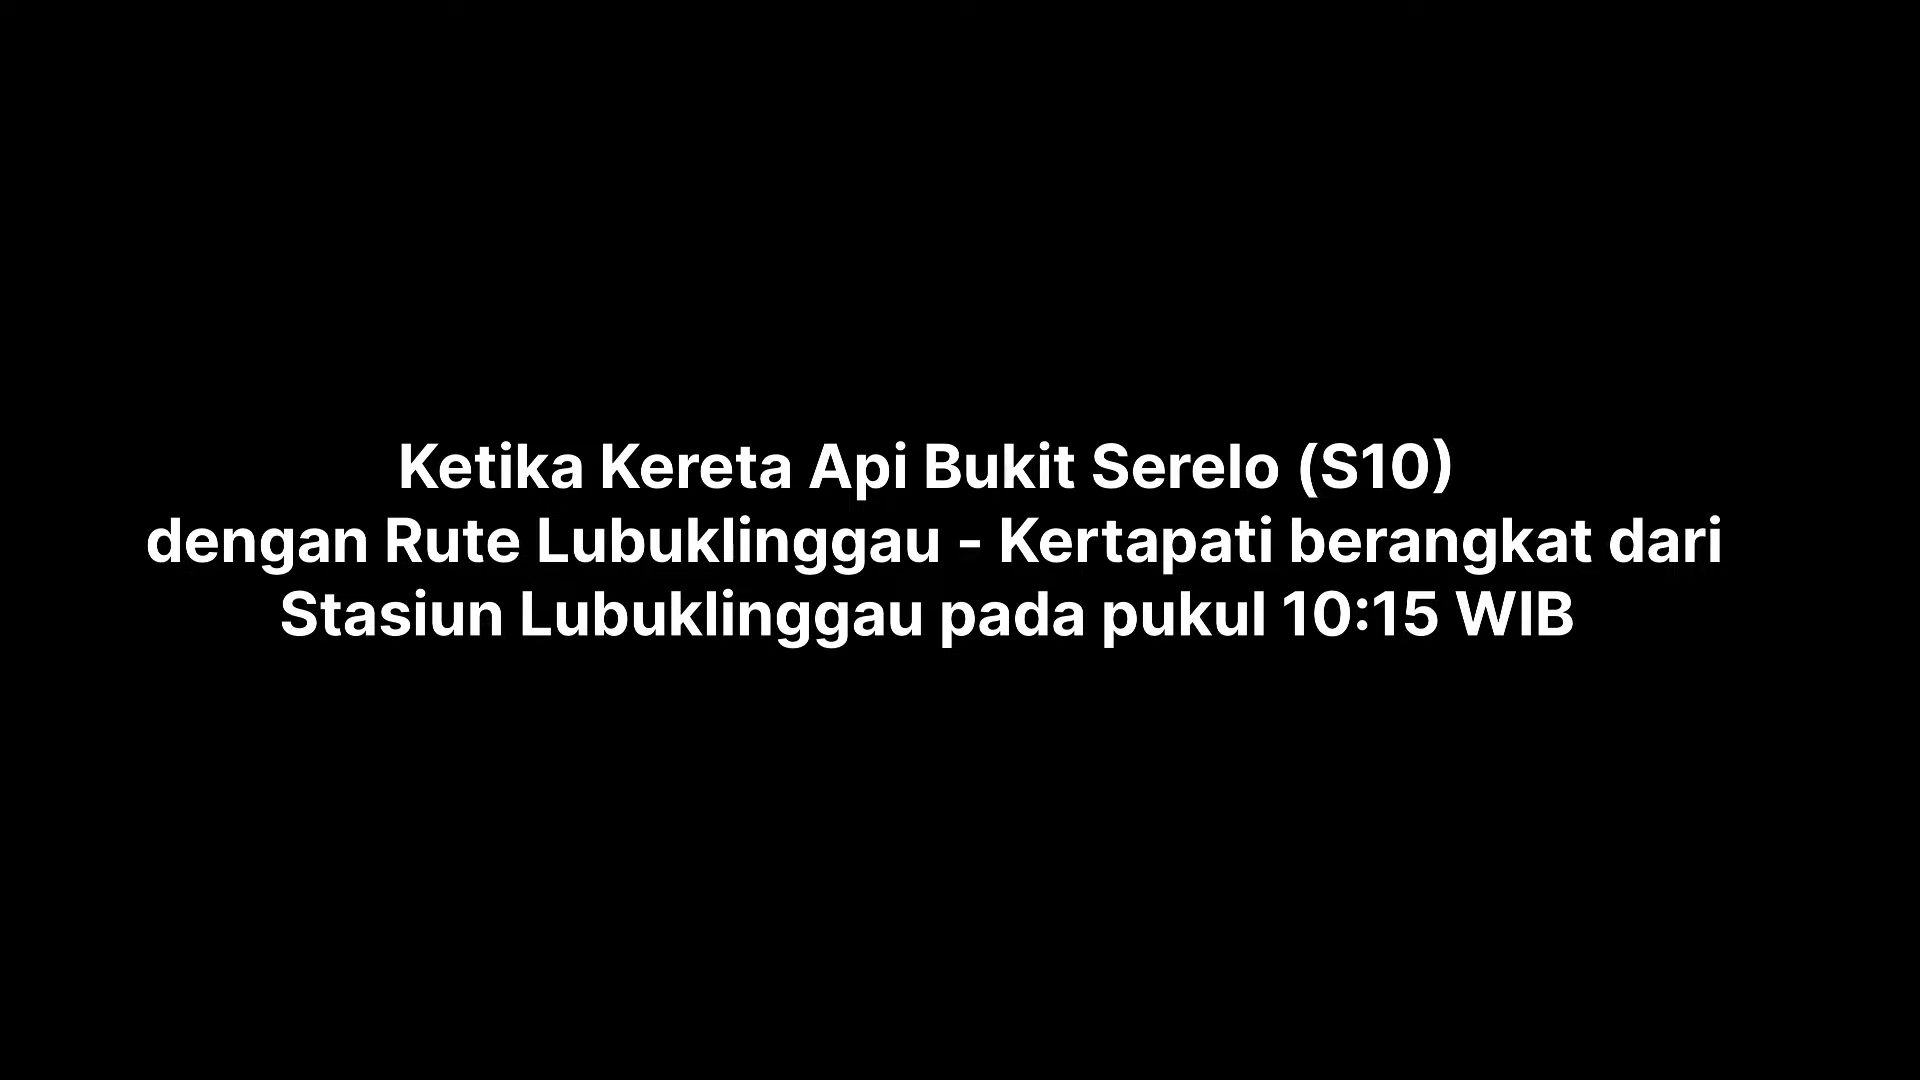 Ketika Kereta Api Bukit Serelo (S10)
dengan Rute Lubuklinggau - Kertapati berangkat dari
Stasiun Lubuklinggau pada pukul 10:15 WIB